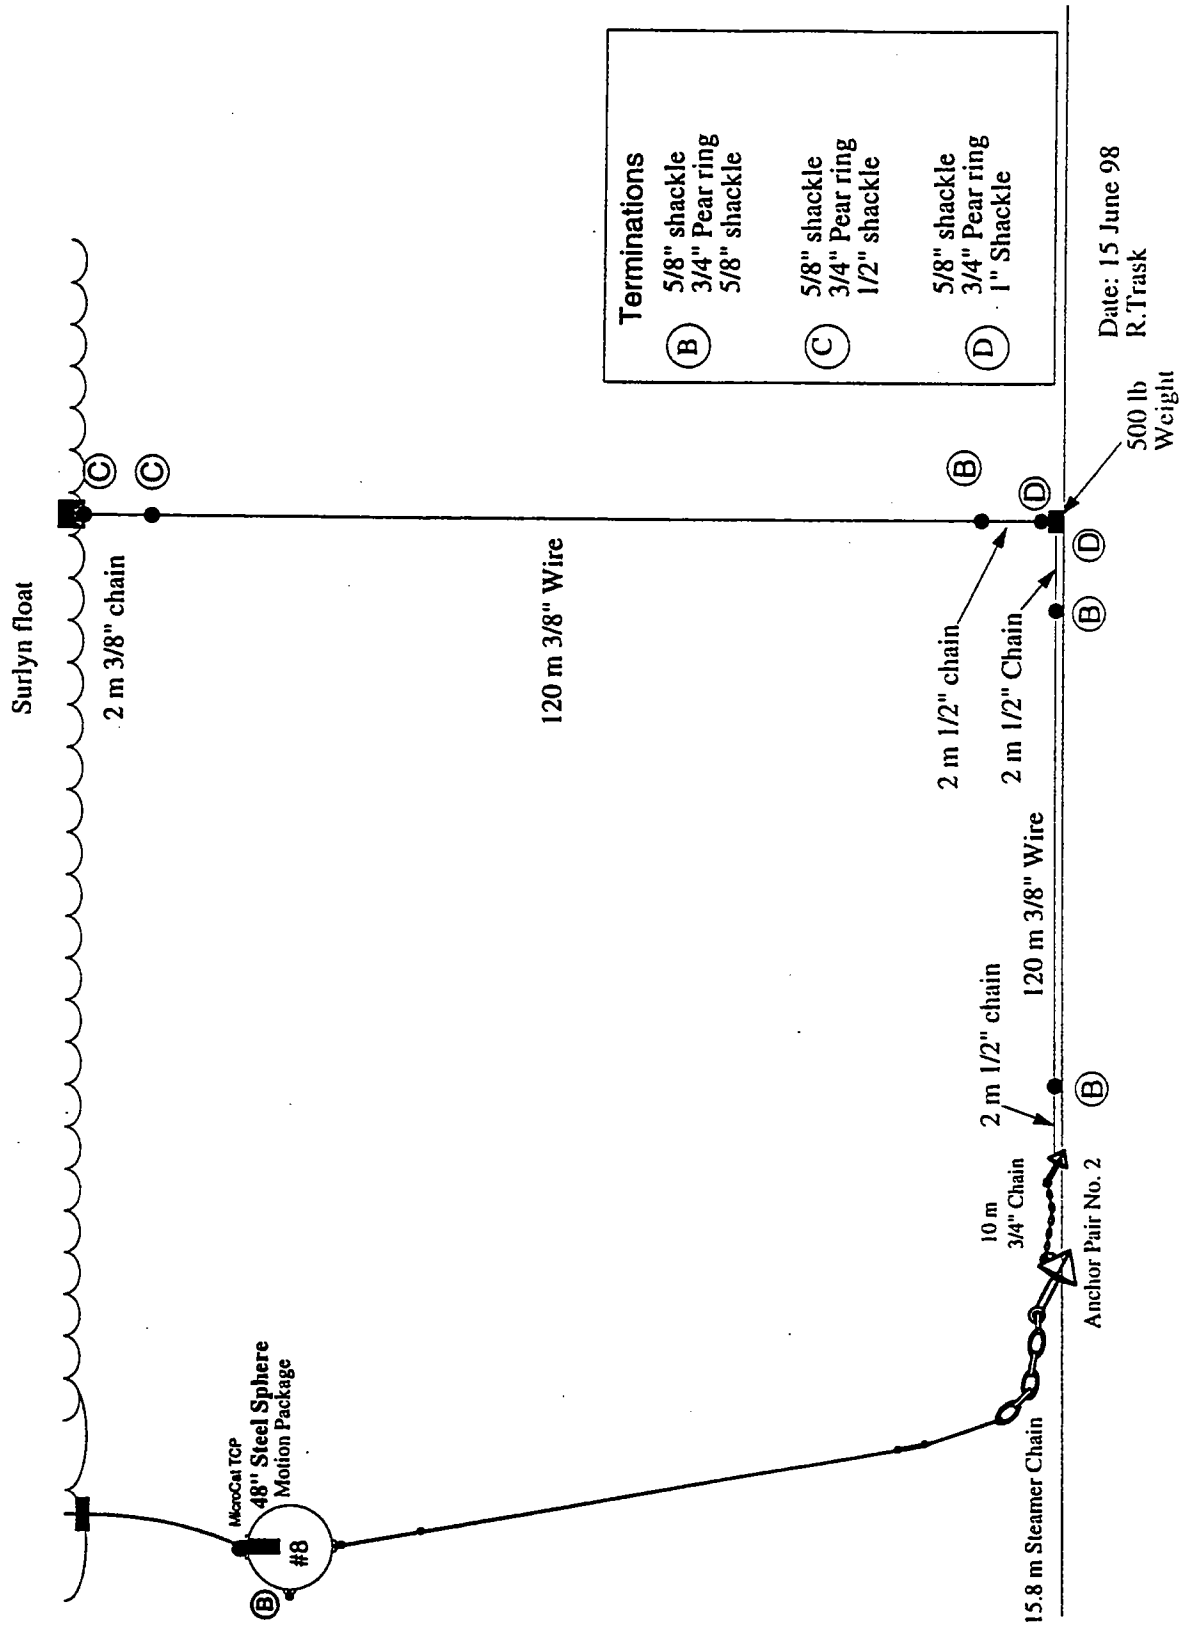 Surlyn float
C
C
2 m 3/8" chain
120 m 3/8" Wire
MicroCat TCP
48" Steel Sphere
Motion Package
#8
B
B
D
2 m 1/2" chain
2 m 1/2" Chain
D
B
120 m 3/8" Wire
2 m 1/2" chain
B
10 m
3/4" Chain
Anchor Pair No. 2
15.8 m Steamer Chain
500 lb
Weight
Terminations
B
5/8" shackle
3/4" Pear ring
5/8" shackle
C
5/8" shackle
3/4" Pear ring
1/2" shackle
D
5/8" shackle
3/4" Pear ring
1" Shackle
Date: 15 June 98
R.Trask